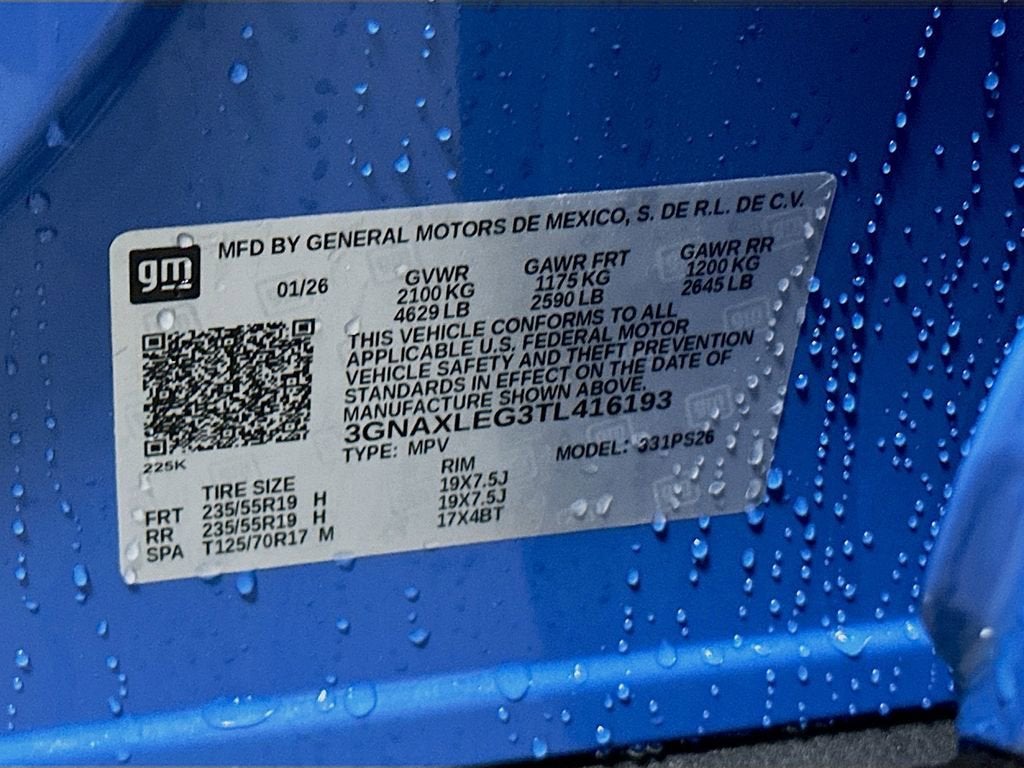 MFD BY GENERAL MOTORS DE MEXICO, S. DE R.L. DE C.V.
gm
01/26
GVWR GAWR FRT GAWR RR
2100 KG 1175 KG 1200 KG
4629 LB 2590 LB 2645 LB
THIS VEHICLE CONFORMS TO ALL
APPLICABLE U.S. FEDERAL MOTOR
VEHICLE SAFETY AND THEFT PREVENTION
STANDARDS IN EFFECT ON THE DATE OF
MANUFACTURE SHOWN ABOVE.
3GNAXLEG3TL416193
TYPE: MPV MODEL: 331PS26
225K
TIRE SIZE RIM
FRT 235/55R19 H 19X7.5J
RR 235/55R19 H 19X7.5J
SPA T125/70R17 M 17X4BT